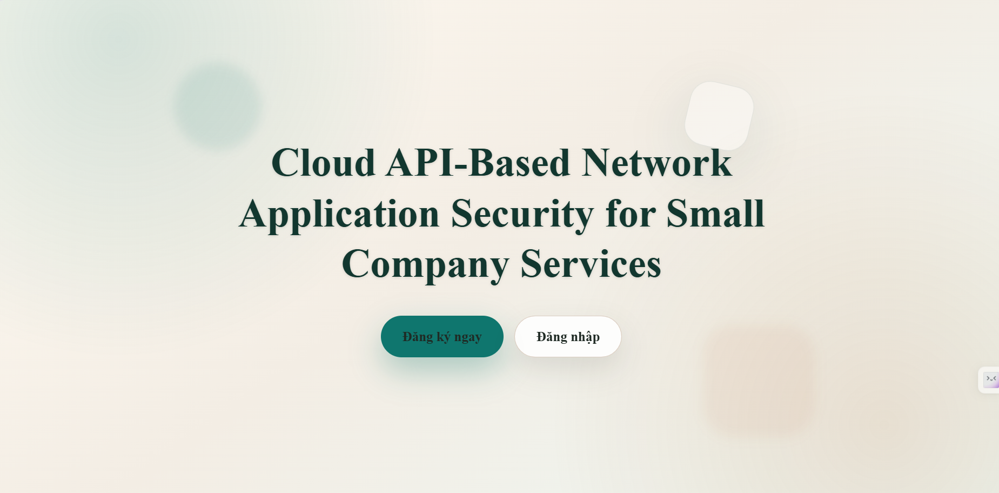 Cloud API-Based Network
Application Security for Small
Company Services
Đăng ký ngay
Đăng nhập